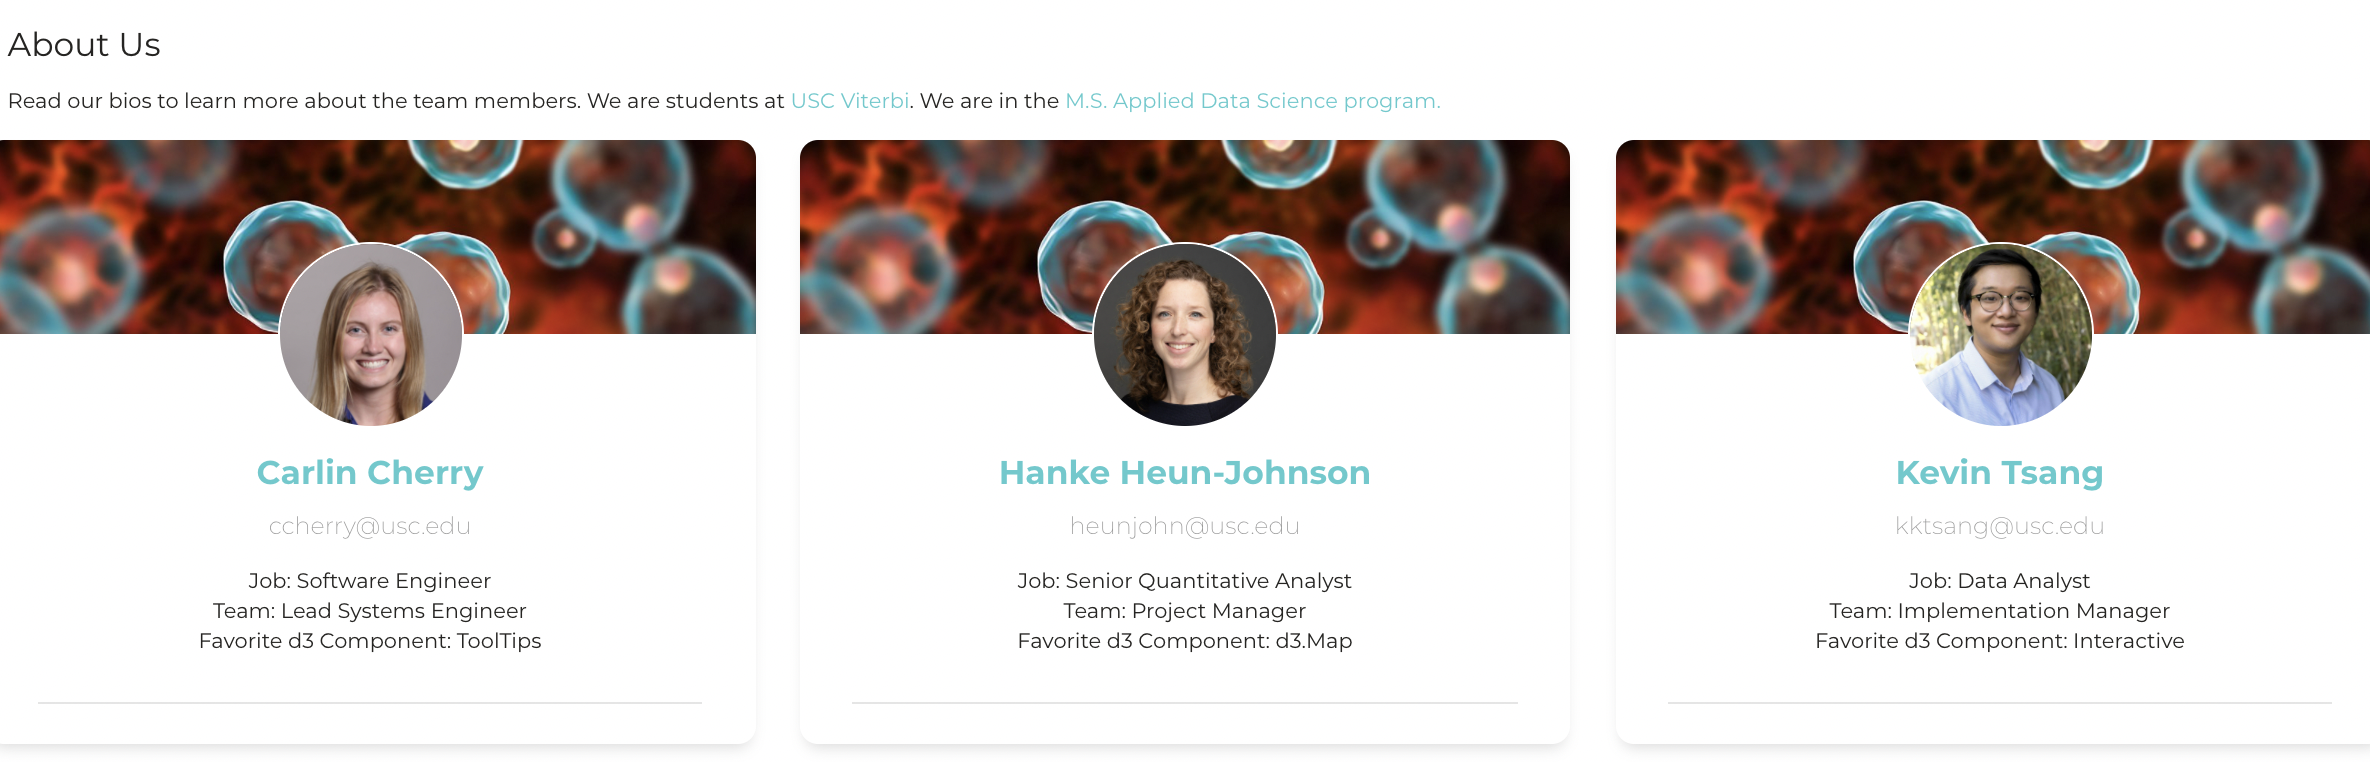 About Us
Read our bios to learn more about the team members. We are students at USC Viterbi. We are in the M.S. Applied Data Science program.
Carlin Cherry
ccherry@usc.edu
Job: Software Engineer
Team: Lead Systems Engineer
Favorite d3 Component: ToolTips
Hanke Heun-Johnson
heunjohn@usc.edu
Job: Senior Quantitative Analyst
Team: Project Manager
Favorite d3 Component: d3.Map
Kevin Tsang
kktsang@usc.edu
Job: Data Analyst
Team: Implementation Manager
Favorite d3 Component: Interactive